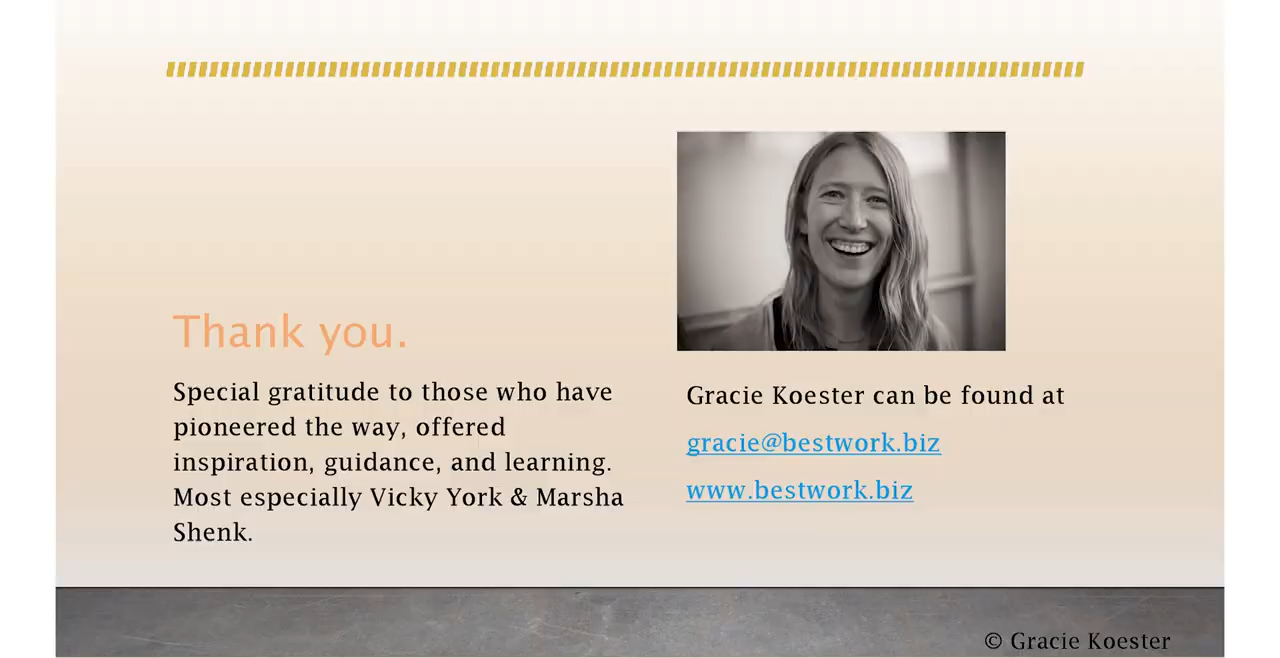 Thank you.
Special gratitude to those who have
pioneered the way, offered
inspiration, guidance, and learning.
Most especially Vicky York & Marsha
Shenk.
Gracie Koester can be found at
gracie@bestwork.biz
www.bestwork.biz
© Gracie Koester